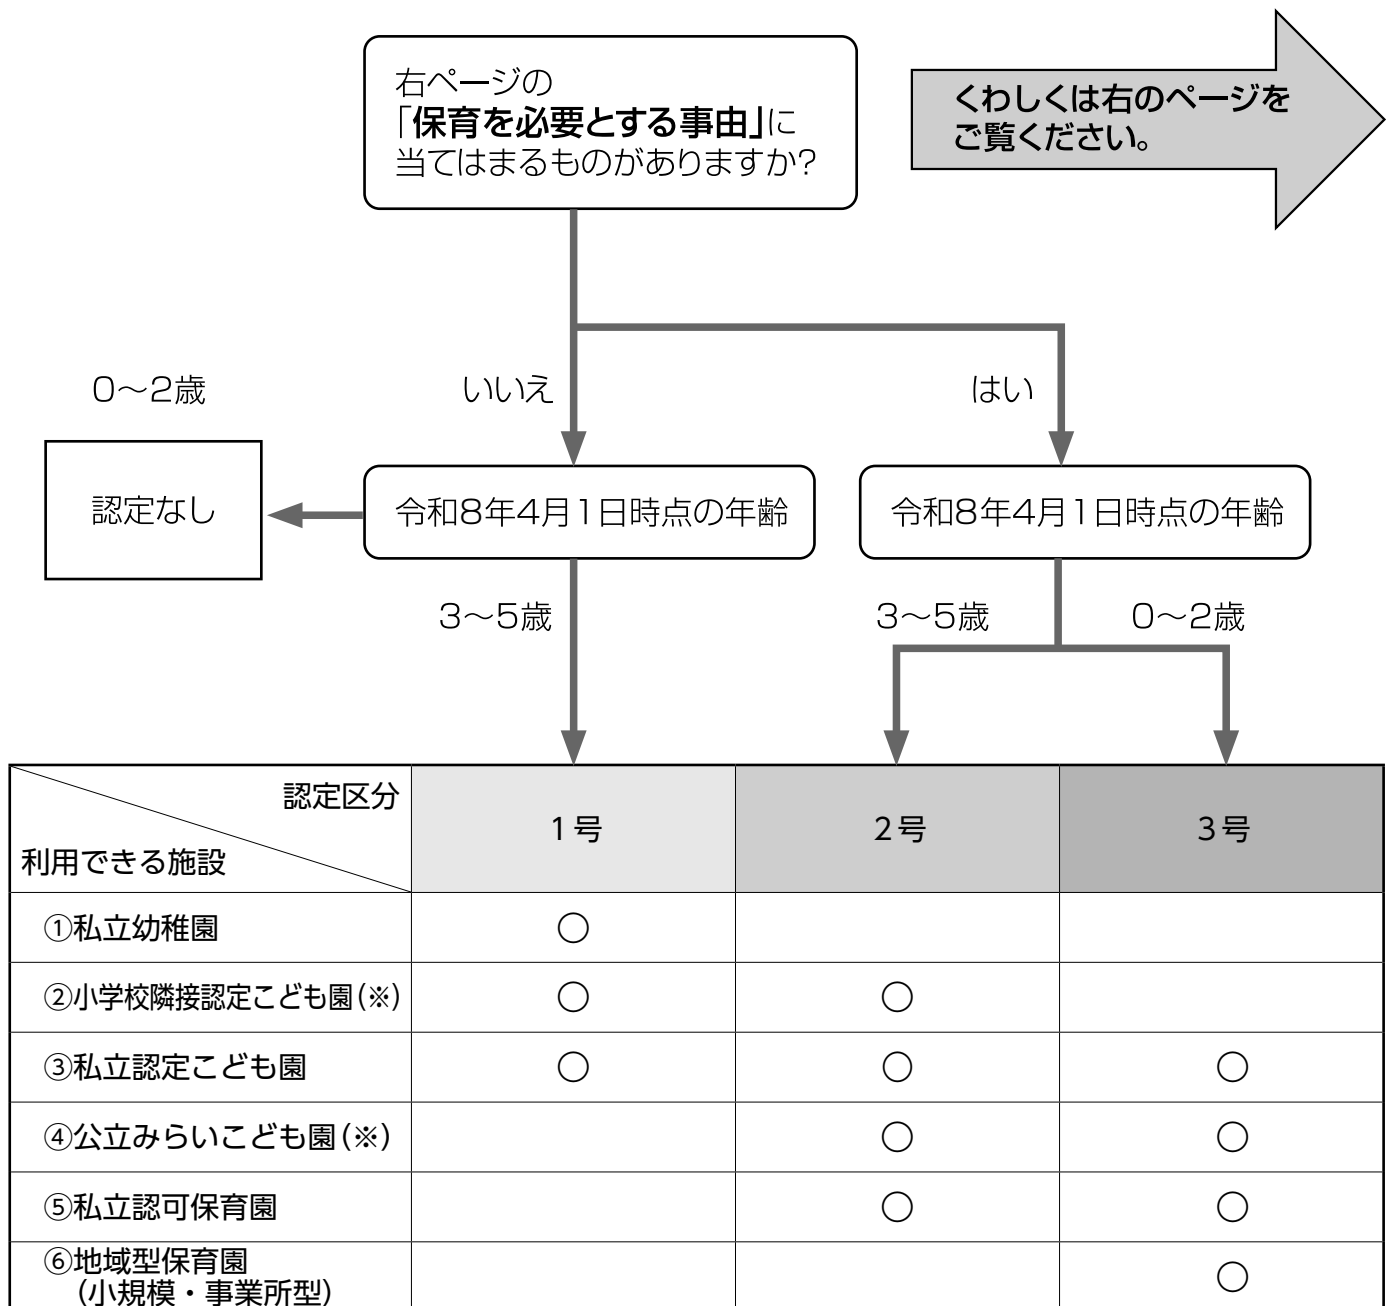 右ページの
「保育を必要とする事由」に
当てはまるものがありますか？
くわしくは右のページを
ご覧ください。
0～2歳
いいえ
はい
認定なし
令和8年4月1日時点の年齢
令和8年4月1日時点の年齢
3～5歳
3～5歳
0～2歳
認定区分
利用できる施設
1号
2号
3号
①私立幼稚園
○
②小学校隣接認定こども園（※）
○
○
③私立認定こども園
○
○
○
④公立みらいこども園（※）
○
○
⑤私立認可保育園
○
○
⑥地域型保育園
（小規模・事業所型）
○